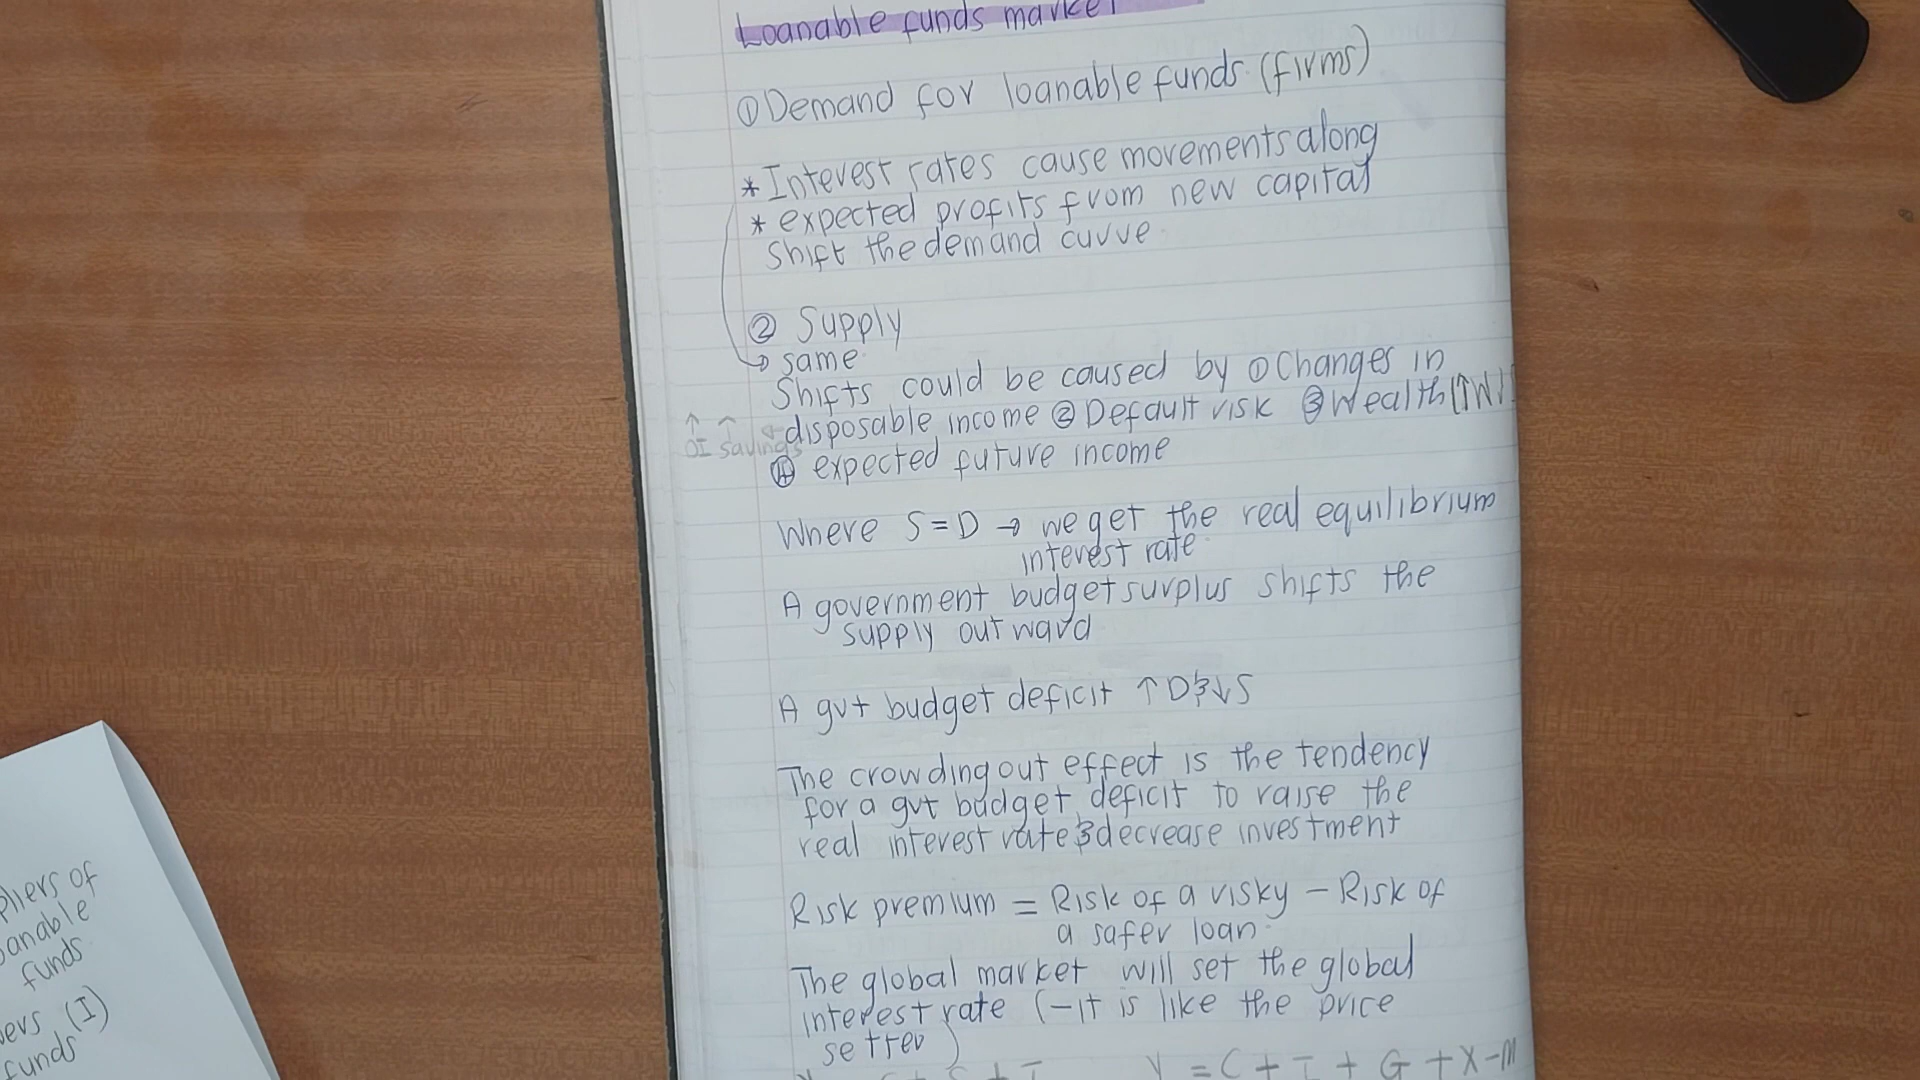 Loanable funds market
① Demand for loanable funds (firms)
* Interest rates cause movements along
* expected profits from new capital
shift the demand curve
② Supply
→ same
Shifts could be caused by ① Changes in
disposable income ② Default risk ③ Wealth (↑W↓
↑ ↑
DI savings
④ expected future income
Where S = D → we get the real equilibrium
interest rate
A government budget surplus shifts the
supply outward
A gvt budget deficit ↑ D & ↓ S
The crowding out effect is the tendency
for a gvt budget deficit to raise the
real interest rate & decrease investment
Risk premium = Risk of a risky – Risk of
a safer loan
The global market will set the global
interest rate (– it is like the price
setter)
Y = C + I + G + X – M
pliers of
oanable
funds
ers (I)
funds